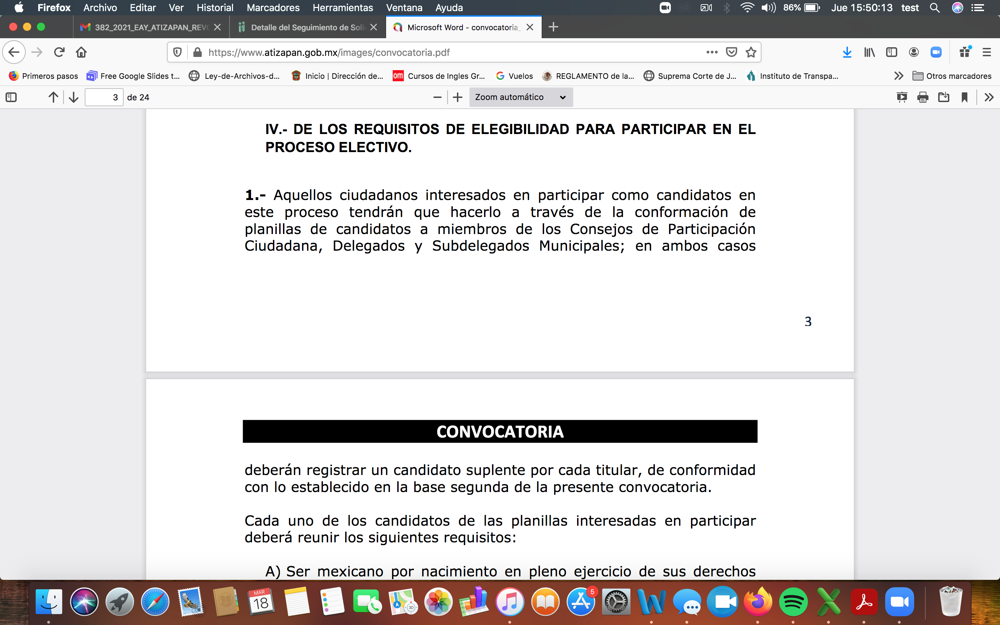 Firefox Archivo Editar Ver Historial Marcadores Herramientas Ventana Ayuda 86% Jue 15:50:13 test
382_2021_EAY_ATIZAPAN_REVO Detalle del Seguimiento de Soli Microsoft Word - convocatoria_
https://www.atizapan.gob.mx/images/convocatoria.pdf
Primeros pasos Free Google Slides t... Ley-de-Archivos-d... Inicio | Dirección de... om Cursos de Ingles Gr... Vuelos REGLAMENTO de la... Suprema Corte de J... Instituto de Transpa... Otros marcadores
3 de 24 Zoom automático
IV.- DE LOS REQUISITOS DE ELEGIBILIDAD PARA PARTICIPAR EN EL
PROCESO ELECTIVO.
1.- Aquellos ciudadanos interesados en participar como candidatos en
este proceso tendrán que hacerlo a través de la conformación de
planillas de candidatos a miembros de los Consejos de Participación
Ciudadana, Delegados y Subdelegados Municipales; en ambos casos
3
CONVOCATORIA
deberán registrar un candidato suplente por cada titular, de conformidad
con lo establecido en la base segunda de la presente convocatoria.
Cada uno de los candidatos de las planillas interesadas en participar
deberá reunir los siguientes requisitos:
A) Ser mexicano por nacimiento en pleno ejercicio de sus derechos
MAR
18
3D
5